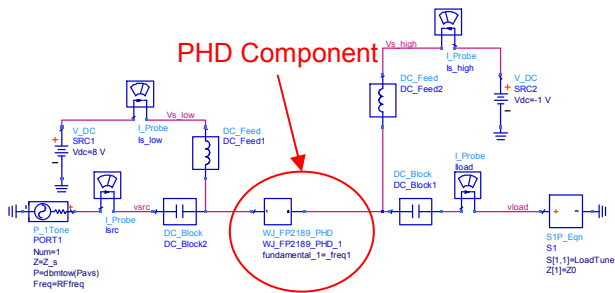 PHD Component
Vs_high
I_Probe
Is_high
DC_Feed
DC_Feed2
V_DC
SRC2
Vdc=-1 V
I_Probe
Is_low
Vs_low
V_DC
SRC1
Vdc=8 V
DC_Feed
DC_Feed1
P_1Tone
PORT1
Num=1
Z=Z_s
P=dbmtow(Pavs)
Freq=RFfreq
I_Probe
Isrc
vsrc
DC_Block
DC_Block2
WJ_FP2189_PHD
WJ_FP2189_PHD_1
fundamental_1=_freq1
DC_Block
DC_Block1
I_Probe
Iload
vload
S1P_Eqn
S1
S[1,1]=LoadTune
Z[1]=Z0